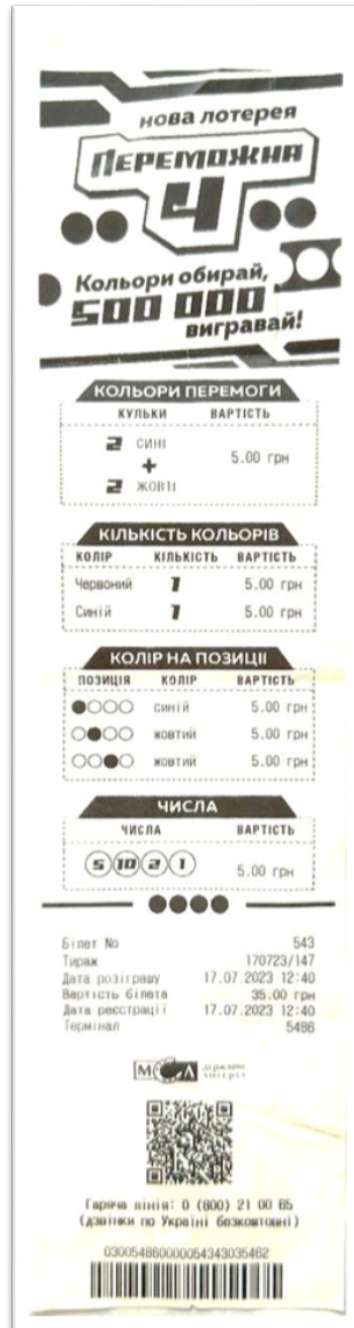 нова лотерея
ПЕРЕМОЖНА
4
Кольори обирай,
500 000
вигравай!
КОЛЬОРИ ПЕРЕМОГИ
КУЛЬКИ ВАРТІСТЬ
2 СИНІ
+ 5.00 грн
2 ЖОВТІ
КІЛЬКІСТЬ КОЛЬОРІВ
КОЛІР КІЛЬКІСТЬ ВАРТІСТЬ
Червоний 1 5.00 грн
Синій 1 5.00 грн
КОЛІР НА ПОЗИЦІЇ
ПОЗИЦІЯ КОЛІР ВАРТІСТЬ
синій 5.00 грн
жовтий 5.00 грн
жовтий 5.00 грн
ЧИСЛА
ЧИСЛА ВАРТІСТЬ
5 10 2 1 5.00 грн
Білет No 543
Тираж 170723/147
Дата розіграшу 17.07.2023 12:40
Вартість білета 35.00 грн
Дата реєстрації 17.07.2023 12:40
Термінал 5486
МСЛ
Гаряча лінія: 0 (800) 21 00 65
(дзвінки по Україні безкоштовні)
030054860000054343035462